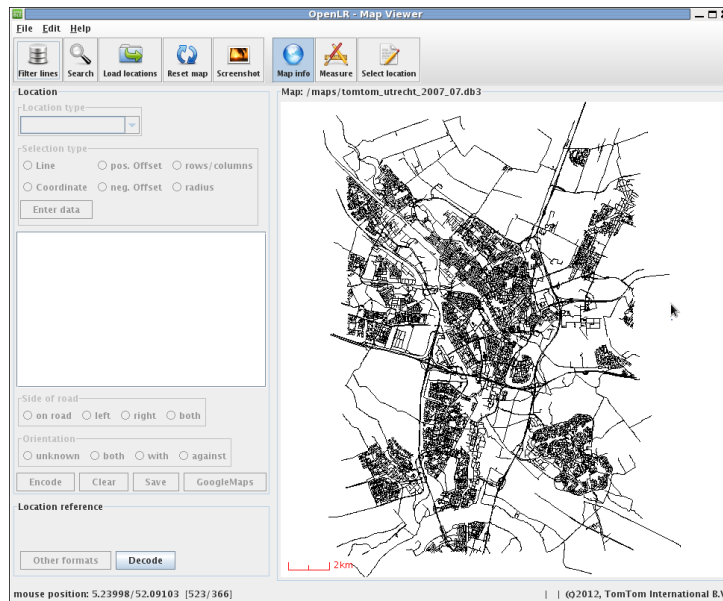 OpenLR - Map Viewer
File Edit Help
Filter lines Search Load locations Reset map Screenshot Map info Measure Select location
Location
Map: /maps/tomtom_utrecht_2007_07.db3
Location type
Selection type
Line pos. Offset rows/columns
Coordinate neg. Offset radius
Enter data
Side of road
on road left right both
Orientation
unknown both with against
Encode Clear Save GoogleMaps
Location reference
Other formats Decode
2km
mouse position: 5.23998/52.09103 [523/366] | | (c)2012, TomTom International B.V